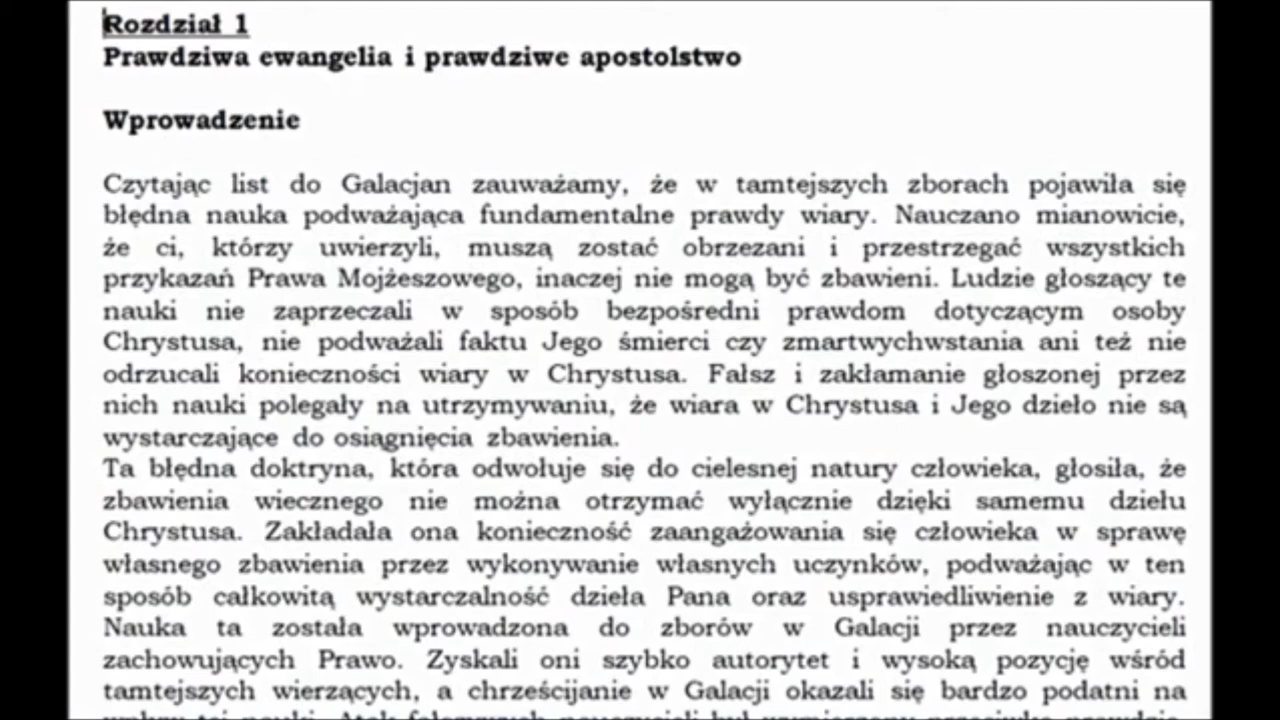 Rozdział 1
Prawdziwa ewangelia i prawdziwe apostolstwo
Wprowadzenie
Czytając list do Galacjan zauważamy, że w tamtejszych zborach pojawiła się
błędna nauka podważająca fundamentalne prawdy wiary. Nauczano mianowicie,
że ci, którzy uwierzyli, muszą zostać obrzezani i przestrzegać wszystkich
przykazań Prawa Mojżeszowego, inaczej nie mogą być zbawieni. Ludzie głoszący te
nauki nie zaprzeczali w sposób bezpośredni prawdom dotyczącym osoby
Chrystusa, nie podważali faktu Jego śmierci czy zmartwychwstania ani też nie
odrzucali konieczności wiary w Chrystusa. Fałsz i zakłamanie głoszonej przez
nich nauki polegały na utrzymywaniu, że wiara w Chrystusa i Jego dzieło nie są
wystarczające do osiągnięcia zbawienia.
Ta błędna doktryna, która odwołuje się do cielesnej natury człowieka, głosiła, że
zbawienia wiecznego nie można otrzymać wyłącznie dzięki samemu dziełu
Chrystusa. Zakładała ona konieczność zaangażowania się człowieka w sprawę
własnego zbawienia przez wykonywanie własnych uczynków, podważając w ten
sposób całkowitą wystarczalność dzieła Pana oraz usprawiedliwienie z wiary.
Nauka ta została wprowadzona do zborów w Galacji przez nauczycieli
zachowujących Prawo. Zyskali oni szybko autorytet i wysoką pozycję wśród
tamtejszych wierzących, a chrześcijanie w Galacji okazali się bardzo podatni na